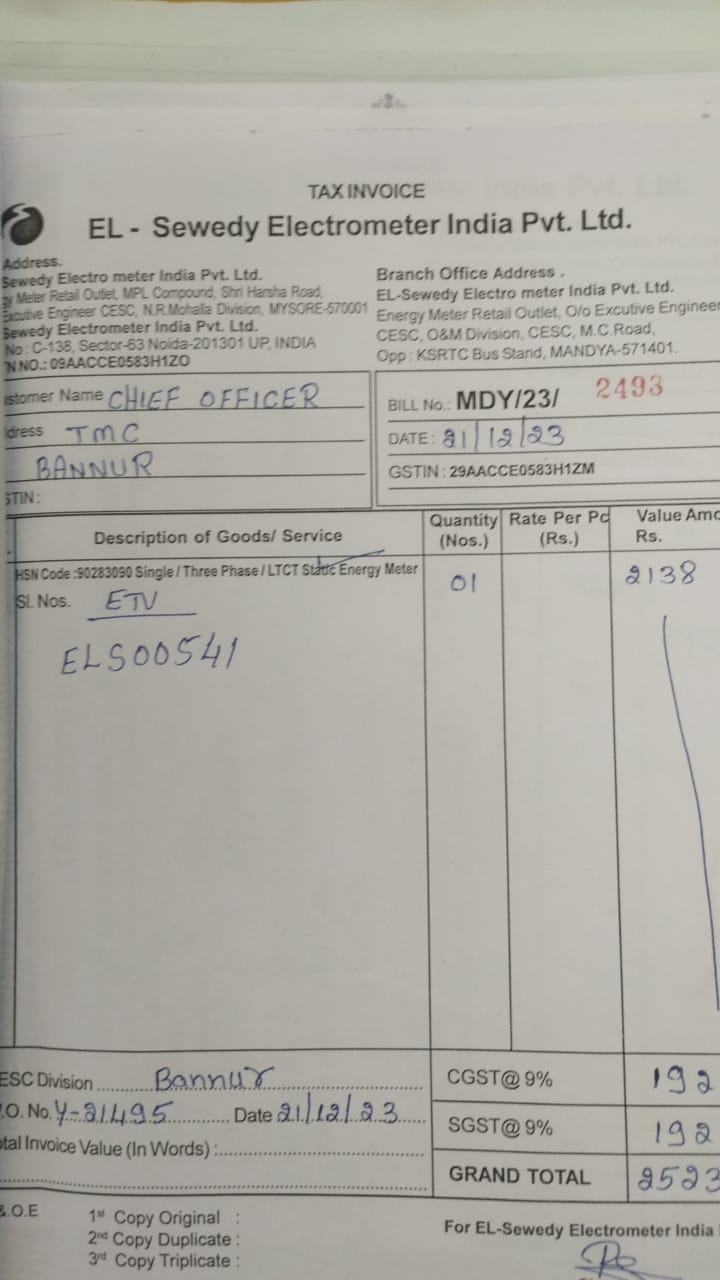 TAX INVOICE
EL - Sewedy Electrometer India Pvt. Ltd.
Address.
Sewedy Electro meter India Pvt. Ltd.
gy Meter Retail Outlet, MPL Compound, Shri Harsha Road,
Excutive Engineer CESC, N.R.Mohalla Division, MYSORE-570001
Sewedy Electrometer India Pvt. Ltd.
No : C-138, Sector-63 Noida-201301 UP, INDIA
TN NO.: 09AACCE0583H1ZO
Branch Office Address .
EL-Sewedy Electro meter India Pvt. Ltd.
Energy Meter Retail Outlet, O/o Excutive Engineer
CESC, O&M Division, CESC, M.C.Road,
Opp : KSRTC Bus Stand, MANDYA-571401.
stomer Name CHIEF OFFICER
dress TMC
BANNUR
STIN :
BILL No.: MDY/23/ 2493
DATE : 21/12/23
GSTIN : 29AACCE0583H1ZM
Description of Goods/ Service Quantity (Nos.) Rate Per Pc (Rs.) Value Amo Rs.
HSN Code :90283090 Single / Three Phase / LTCT Static Energy Meter 01 2138
Sl. Nos. ETV
ELS00541
ESC Division Bannur CGST@ 9% 192
.O. No. Y-21495 Date 21/12/23 SGST@ 9% 192
otal Invoice Value (In Words) :
GRAND TOTAL 2523
&.O.E
1st Copy Original :
2nd Copy Duplicate :
3rd Copy Triplicate :
For EL-Sewedy Electrometer India